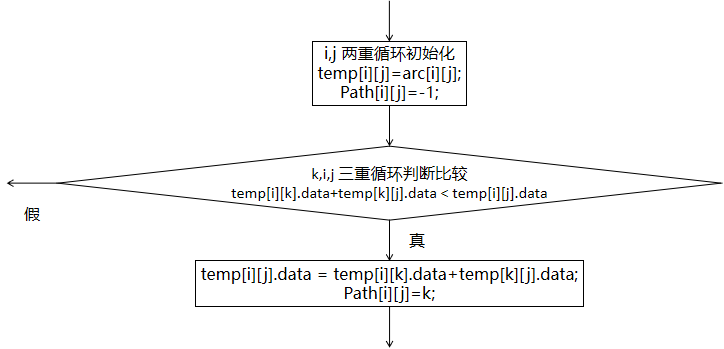 i,j 两重循环初始化
temp[i][j]=arc[i][j];
Path[i][j]=-1;
k,i,j 三重循环判断比较
temp[i][k].data+temp[k][j].data < temp[i][j].data
假
真
temp[i][j].data = temp[i][k].data+temp[k][j].data;
Path[i][j]=k;